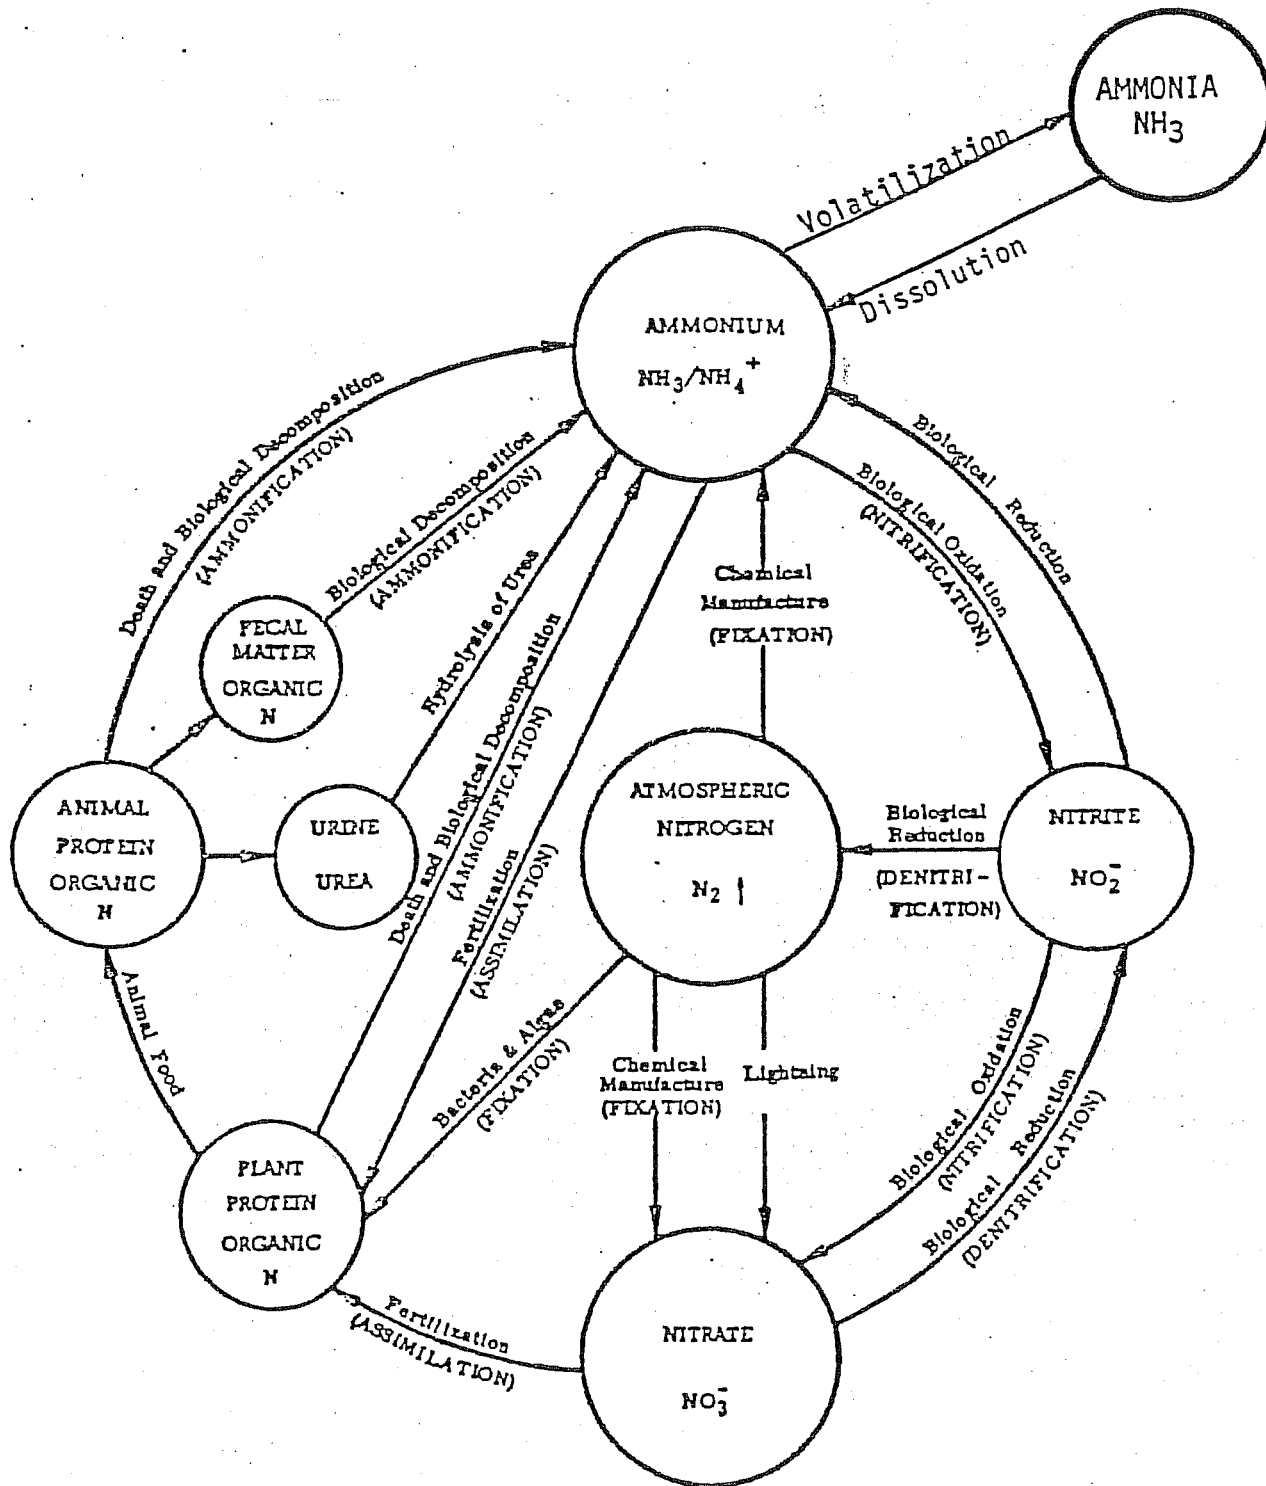 AMMONIA
NH₃
Volatilization
Dissolution
AMMONIUM
NH₃/NH₄⁺
Death and Biological Decomposition
(AMMONIFICATION)
Biological Decomposition
(AMMONIFICATION)
Hydrolysis of Urea
Death and Biological Decomposition
(AMMONIFICATION)
Fertilization
(ASSIMILATION)
Chemical
Manufacture
(FIXATION)
Biological Oxidation
(NITRIFICATION)
Biological Reduction
FECAL
MATTER
ORGANIC
N
ANIMAL
PROTEIN
ORGANIC
N
URINE
UREA
ATMOSPHERIC
NITROGEN
N₂ ↑
Biological
Reduction
(DENITRI-
FICATION)
NITRITE
NO₂⁻
Animal Food
Bacteria & Algae
(FIXATION)
Chemical
Manufacture
(FIXATION)
Lightning
Biological Oxidation
(NITRIFICATION)
Biological Reduction
(DENITRIFICATION)
PLANT
PROTEIN
ORGANIC
N
Fertilization
(ASSIMILATION)
NITRATE
NO₃⁻